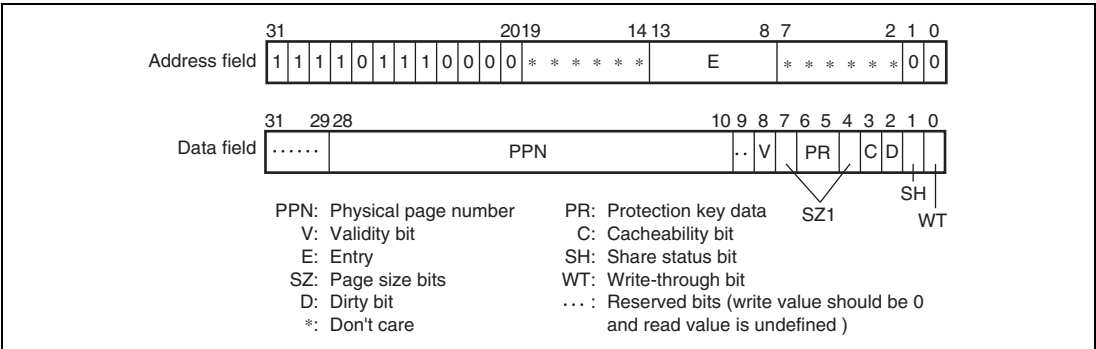 31 20 19 14 13 8 7 2 1 0
Address field 1 1 1 1 0 1 1 1 0 0 0 0 * * * * * * E * * * * * * 0 0
31 29 28 10 9 8 7 6 5 4 3 2 1 0
Data field ······ PPN ·· V PR C D
SH
SZ1
WT
PPN: Physical page number
V: Validity bit
E: Entry
SZ: Page size bits
D: Dirty bit
*: Don't care
PR: Protection key data
C: Cacheability bit
SH: Share status bit
WT: Write-through bit
··· : Reserved bits (write value should be 0
and read value is undefined )